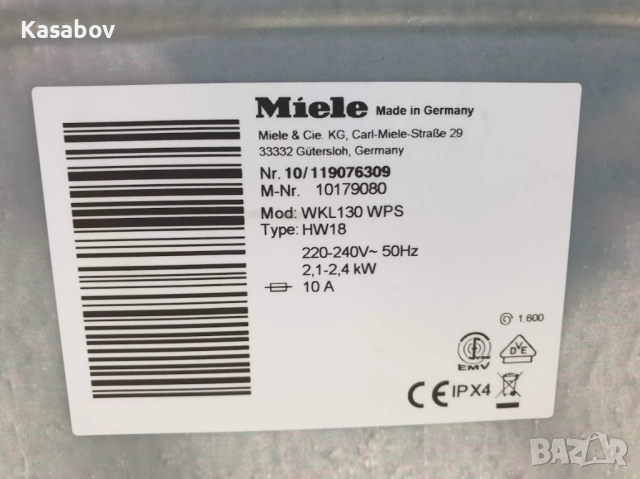 Kasabov
Miele Made in Germany
Miele & Cie. KG, Carl-Miele-Straße 29
33332 Gütersloh, Germany
Nr. 10/119076309
M-Nr. 10179080
Mod: WKL130 WPS
Type: HW18
220-240V~ 50Hz
2,1-2,4 kW
10 A
1.600
EMV
DVE
CE IPX4
BAZAR
bg